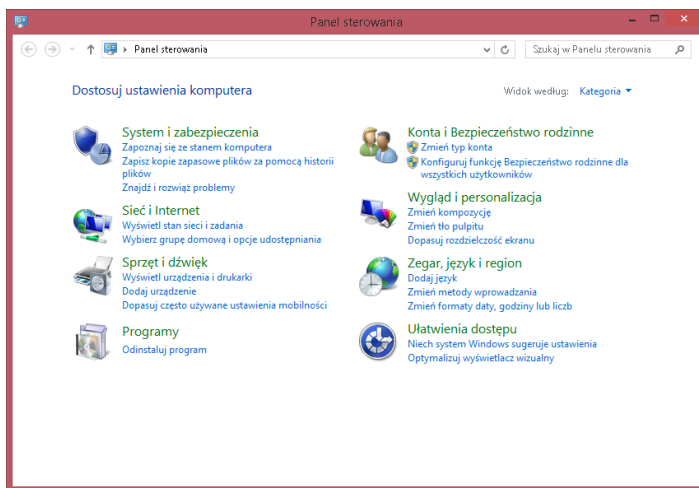 Panel sterowania
Panel sterowania
Szukaj w Panelu sterowania
Dostosuj ustawienia komputera
Widok według: Kategoria
System i zabezpieczenia
Zapoznaj się ze stanem komputera
Zapisz kopie zapasowe plików za pomocą historii
plików
Znajdź i rozwiąż problemy
Sieć i Internet
Wyświetl stan sieci i zadania
Wybierz grupę domową i opcje udostępniania
Sprzęt i dźwięk
Wyświetl urządzenia i drukarki
Dodaj urządzenie
Dopasuj często używane ustawienia mobilności
Programy
Odinstaluj program
Konta i Bezpieczeństwo rodzinne
Zmień typ konta
Konfiguruj funkcję Bezpieczeństwo rodzinne dla
wszystkich użytkowników
Wygląd i personalizacja
Zmień kompozycję
Zmień tło pulpitu
Dopasuj rozdzielczość ekranu
Zegar, język i region
Dodaj język
Zmień metody wprowadzania
Zmień formaty daty, godziny lub liczb
Ułatwienia dostępu
Niech system Windows sugeruje ustawienia
Optymalizuj wyświetlacz wizualny